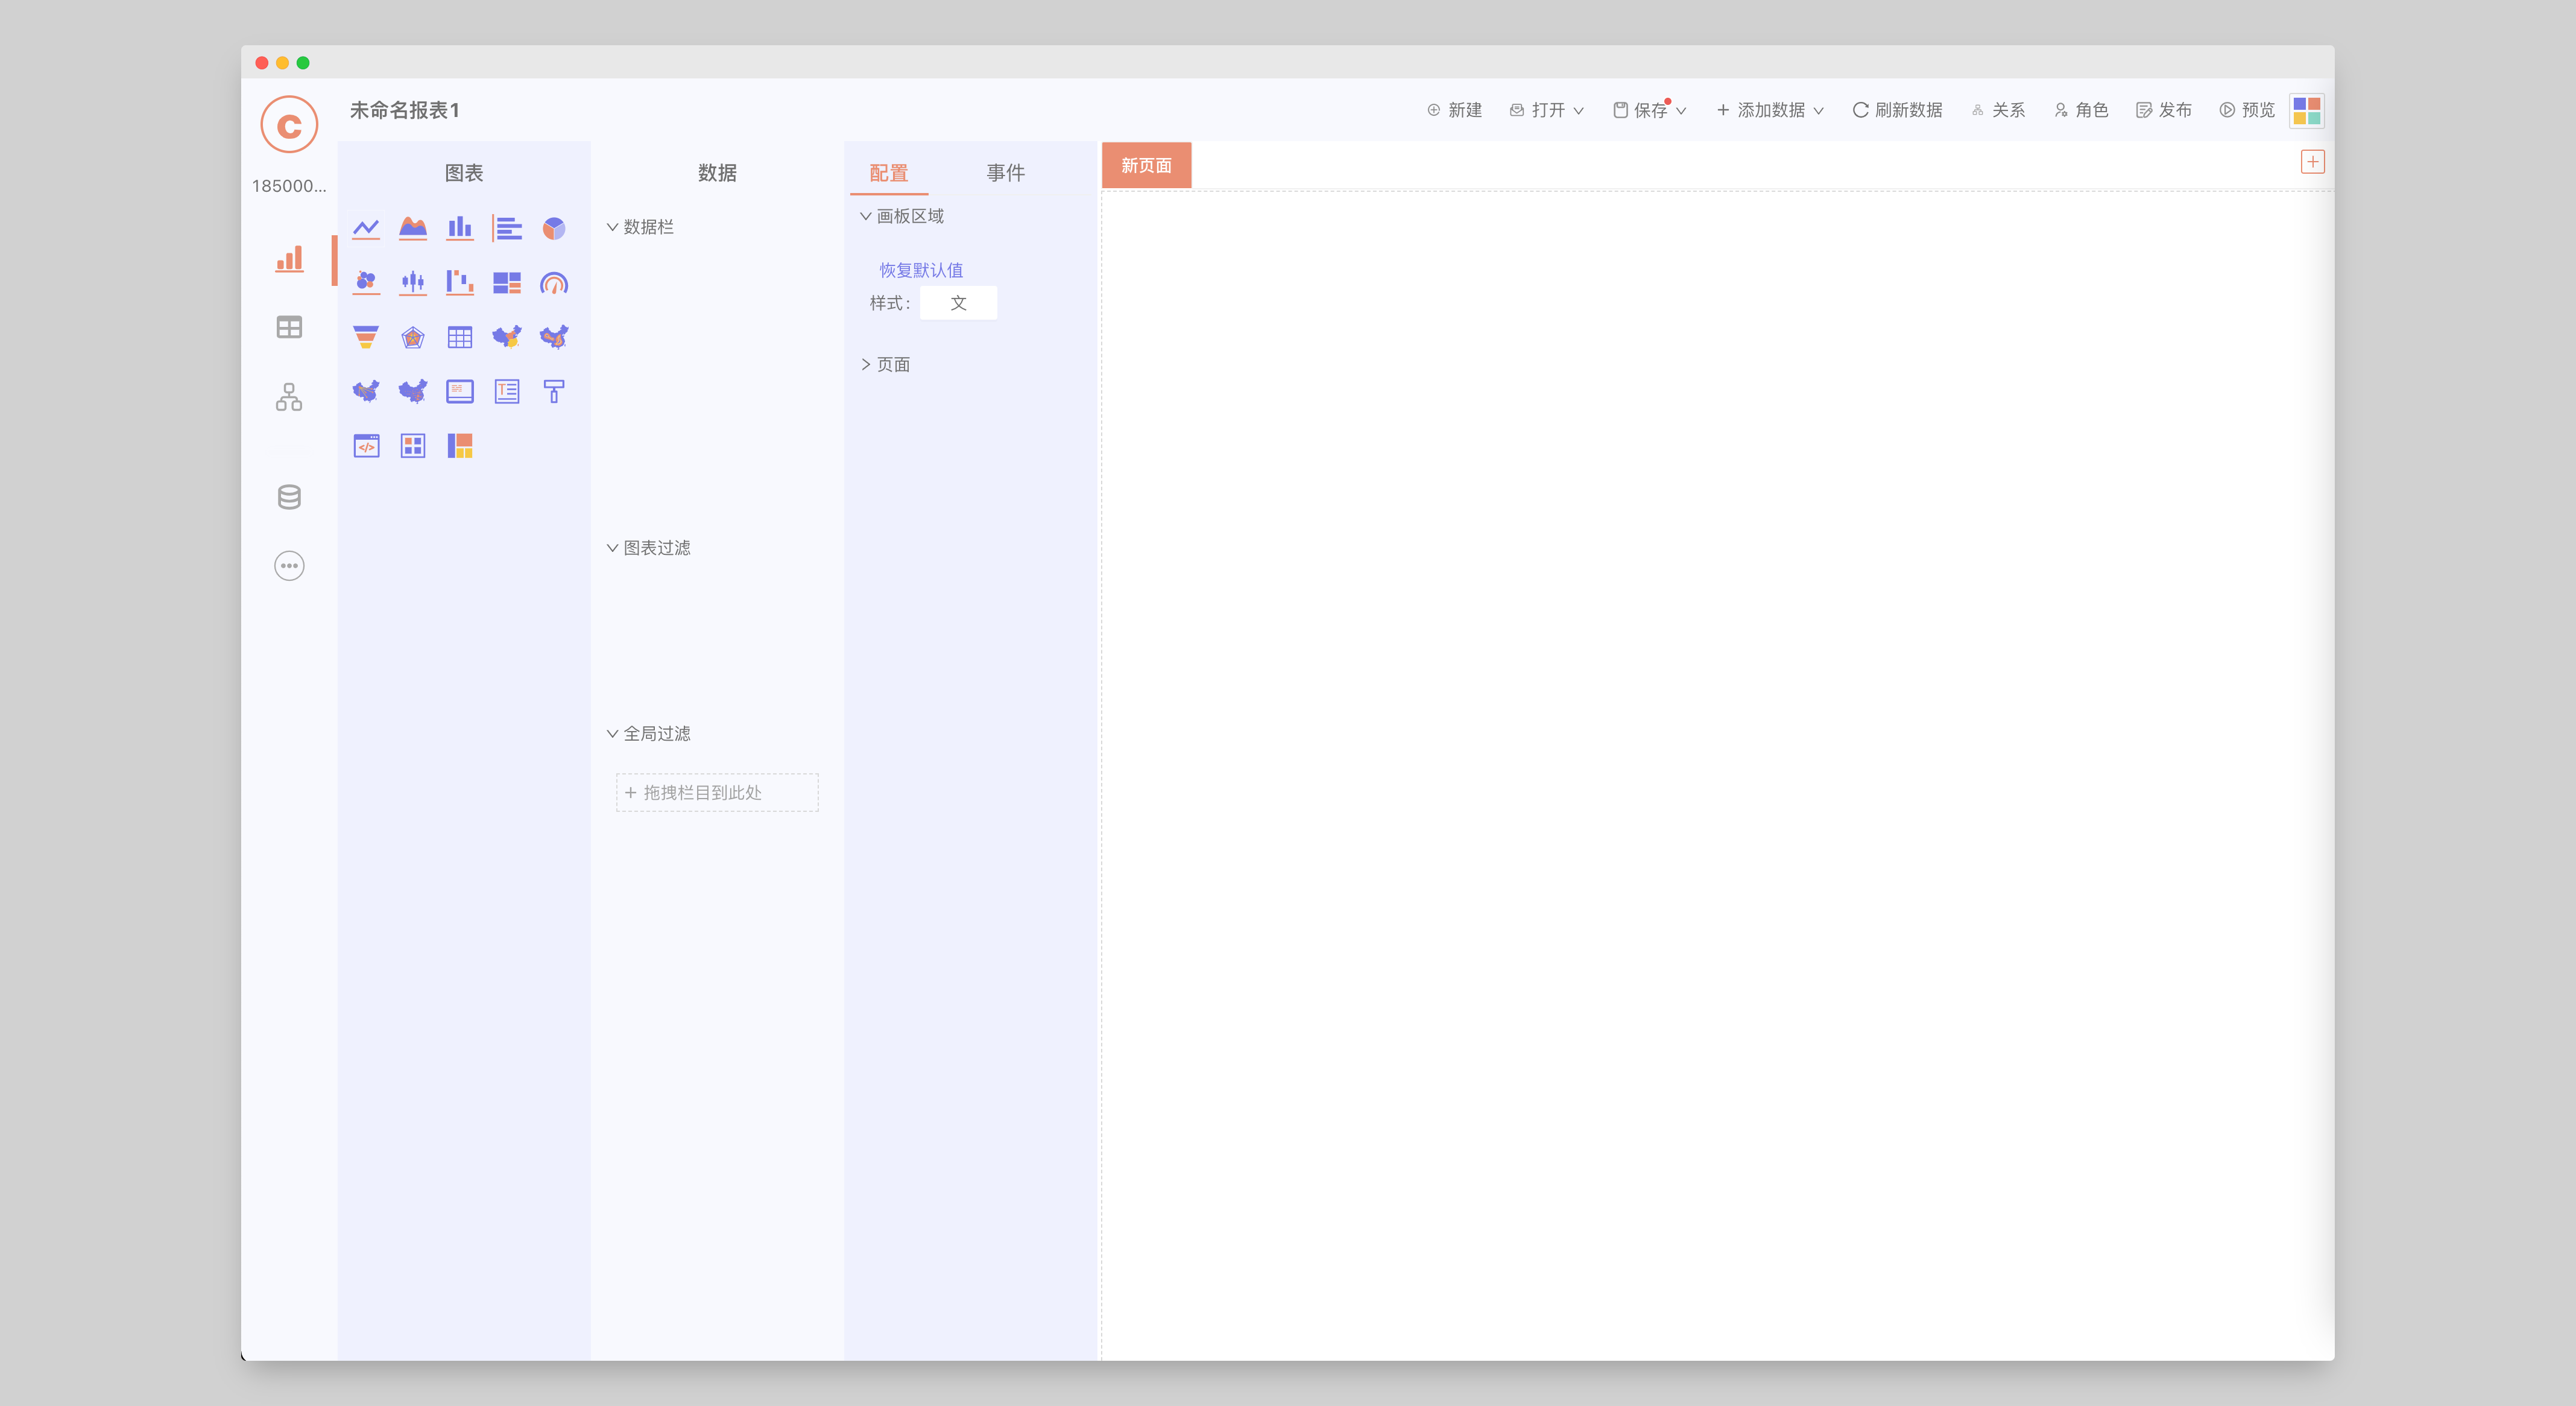 未命名报表1
新建
打开
保存
添加数据
刷新数据
关系
角色
发布
预览
C
185000...
图表
数据
配置
事件
新页面
数据栏
画板区域
恢复默认值
样式:
文
页面
图表过滤
全局过滤
+ 拖拽栏目到此处